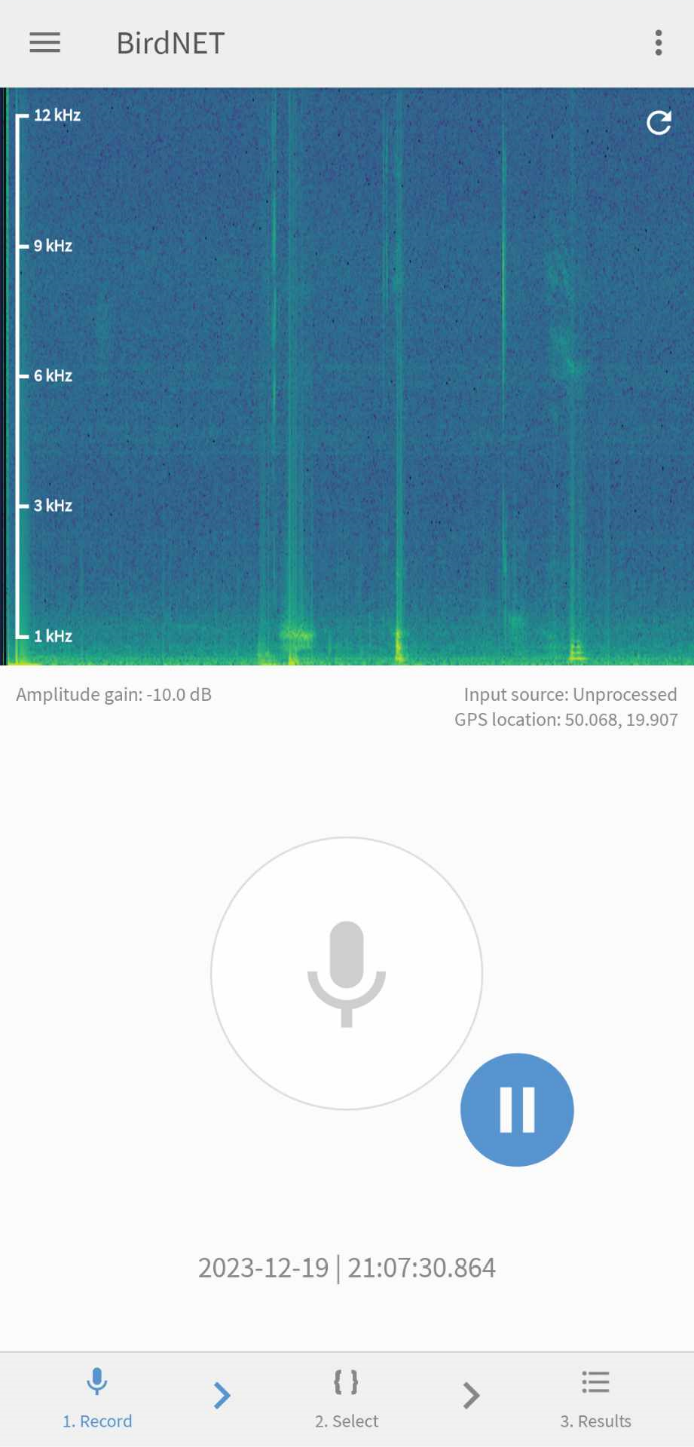 BirdNET
12 kHz
9 kHz
6 kHz
3 kHz
1 kHz
Amplitude gain: -10.0 dB
Input source: Unprocessed
GPS location: 50.068, 19.907
2023-12-19 | 21:07:30.864
1. Record
2. Select
3. Results